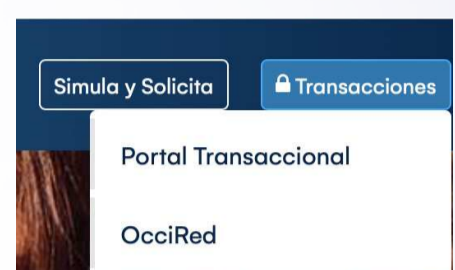 Simula y Solicita
Transacciones
Portal Transaccional
OcciRed